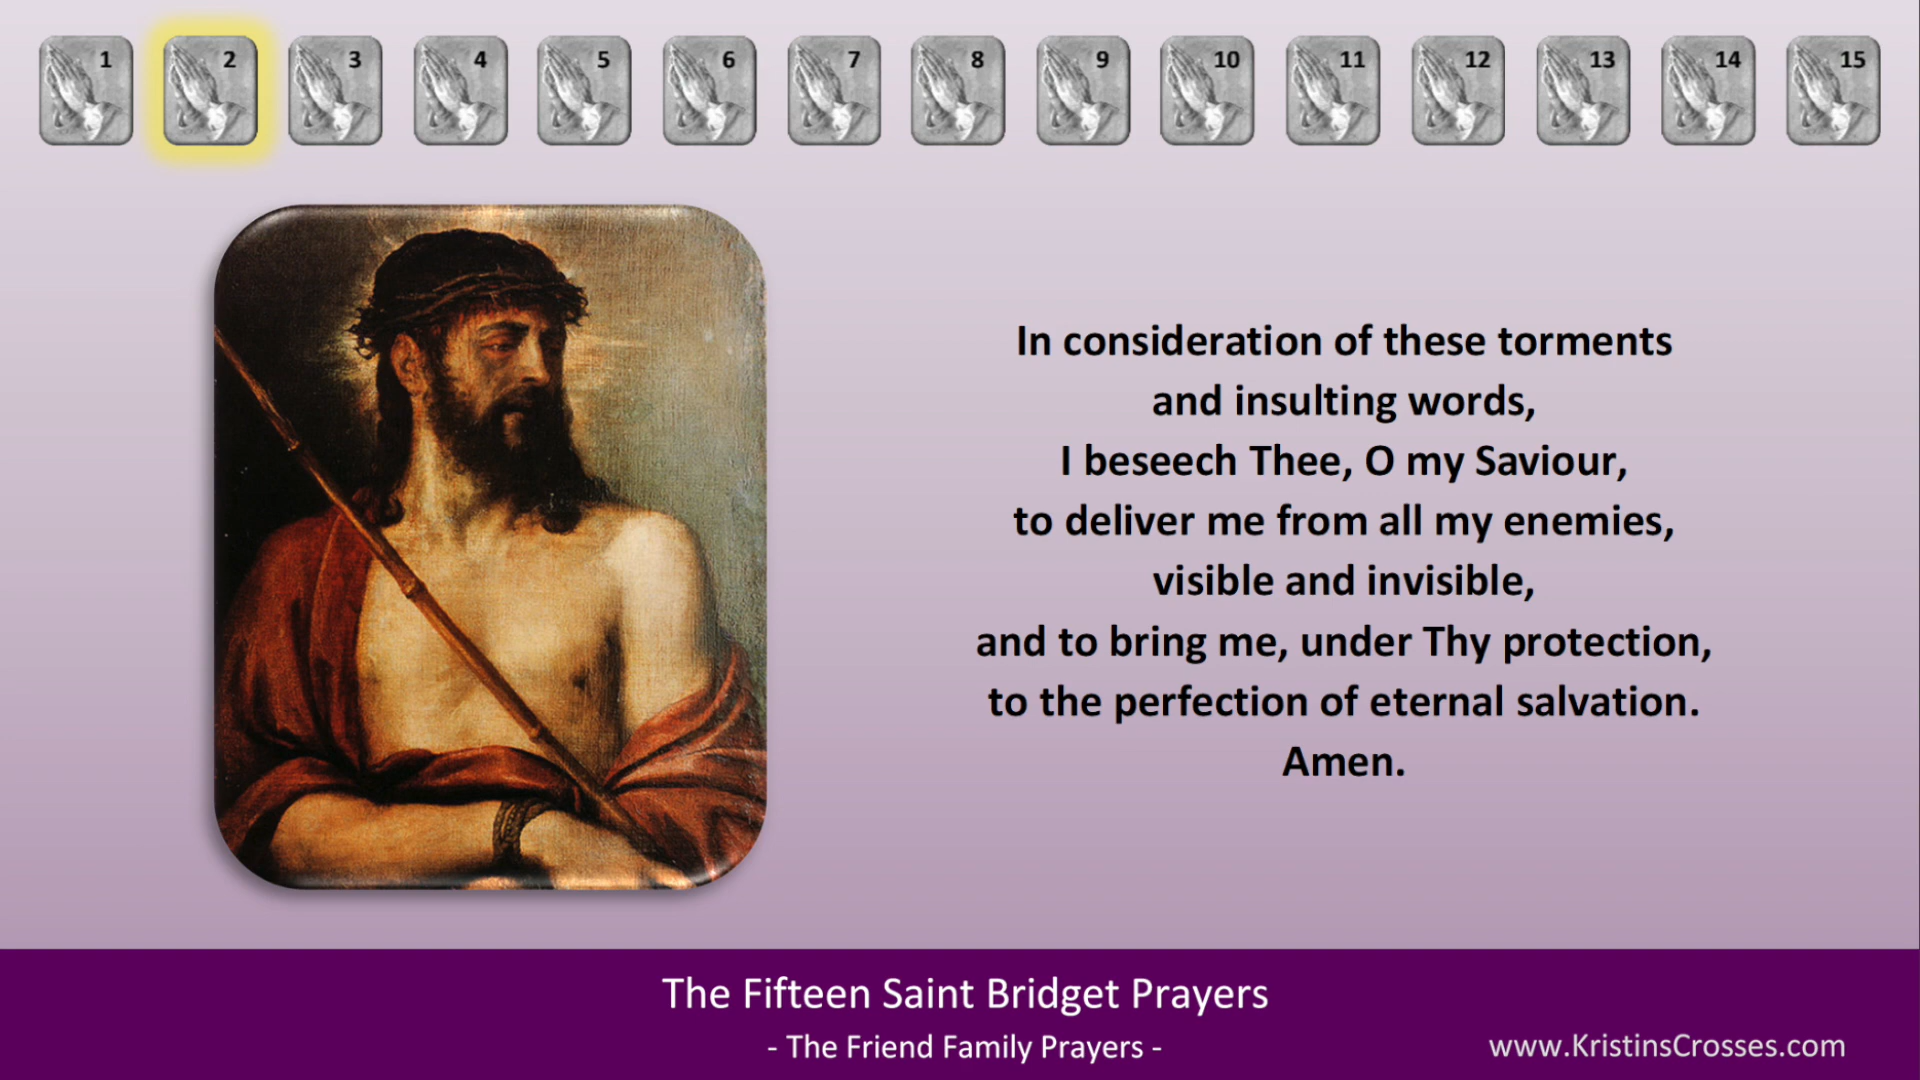 1 2 3 4 5 6 7 8 9 10 11 12 13 14 15
In consideration of these torments
and insulting words,
I beseech Thee, O my Saviour,
to deliver me from all my enemies,
visible and invisible,
and to bring me, under Thy protection,
to the perfection of eternal salvation.
Amen.
The Fifteen Saint Bridget Prayers
- The Friend Family Prayers -
www.KristinsCrosses.com